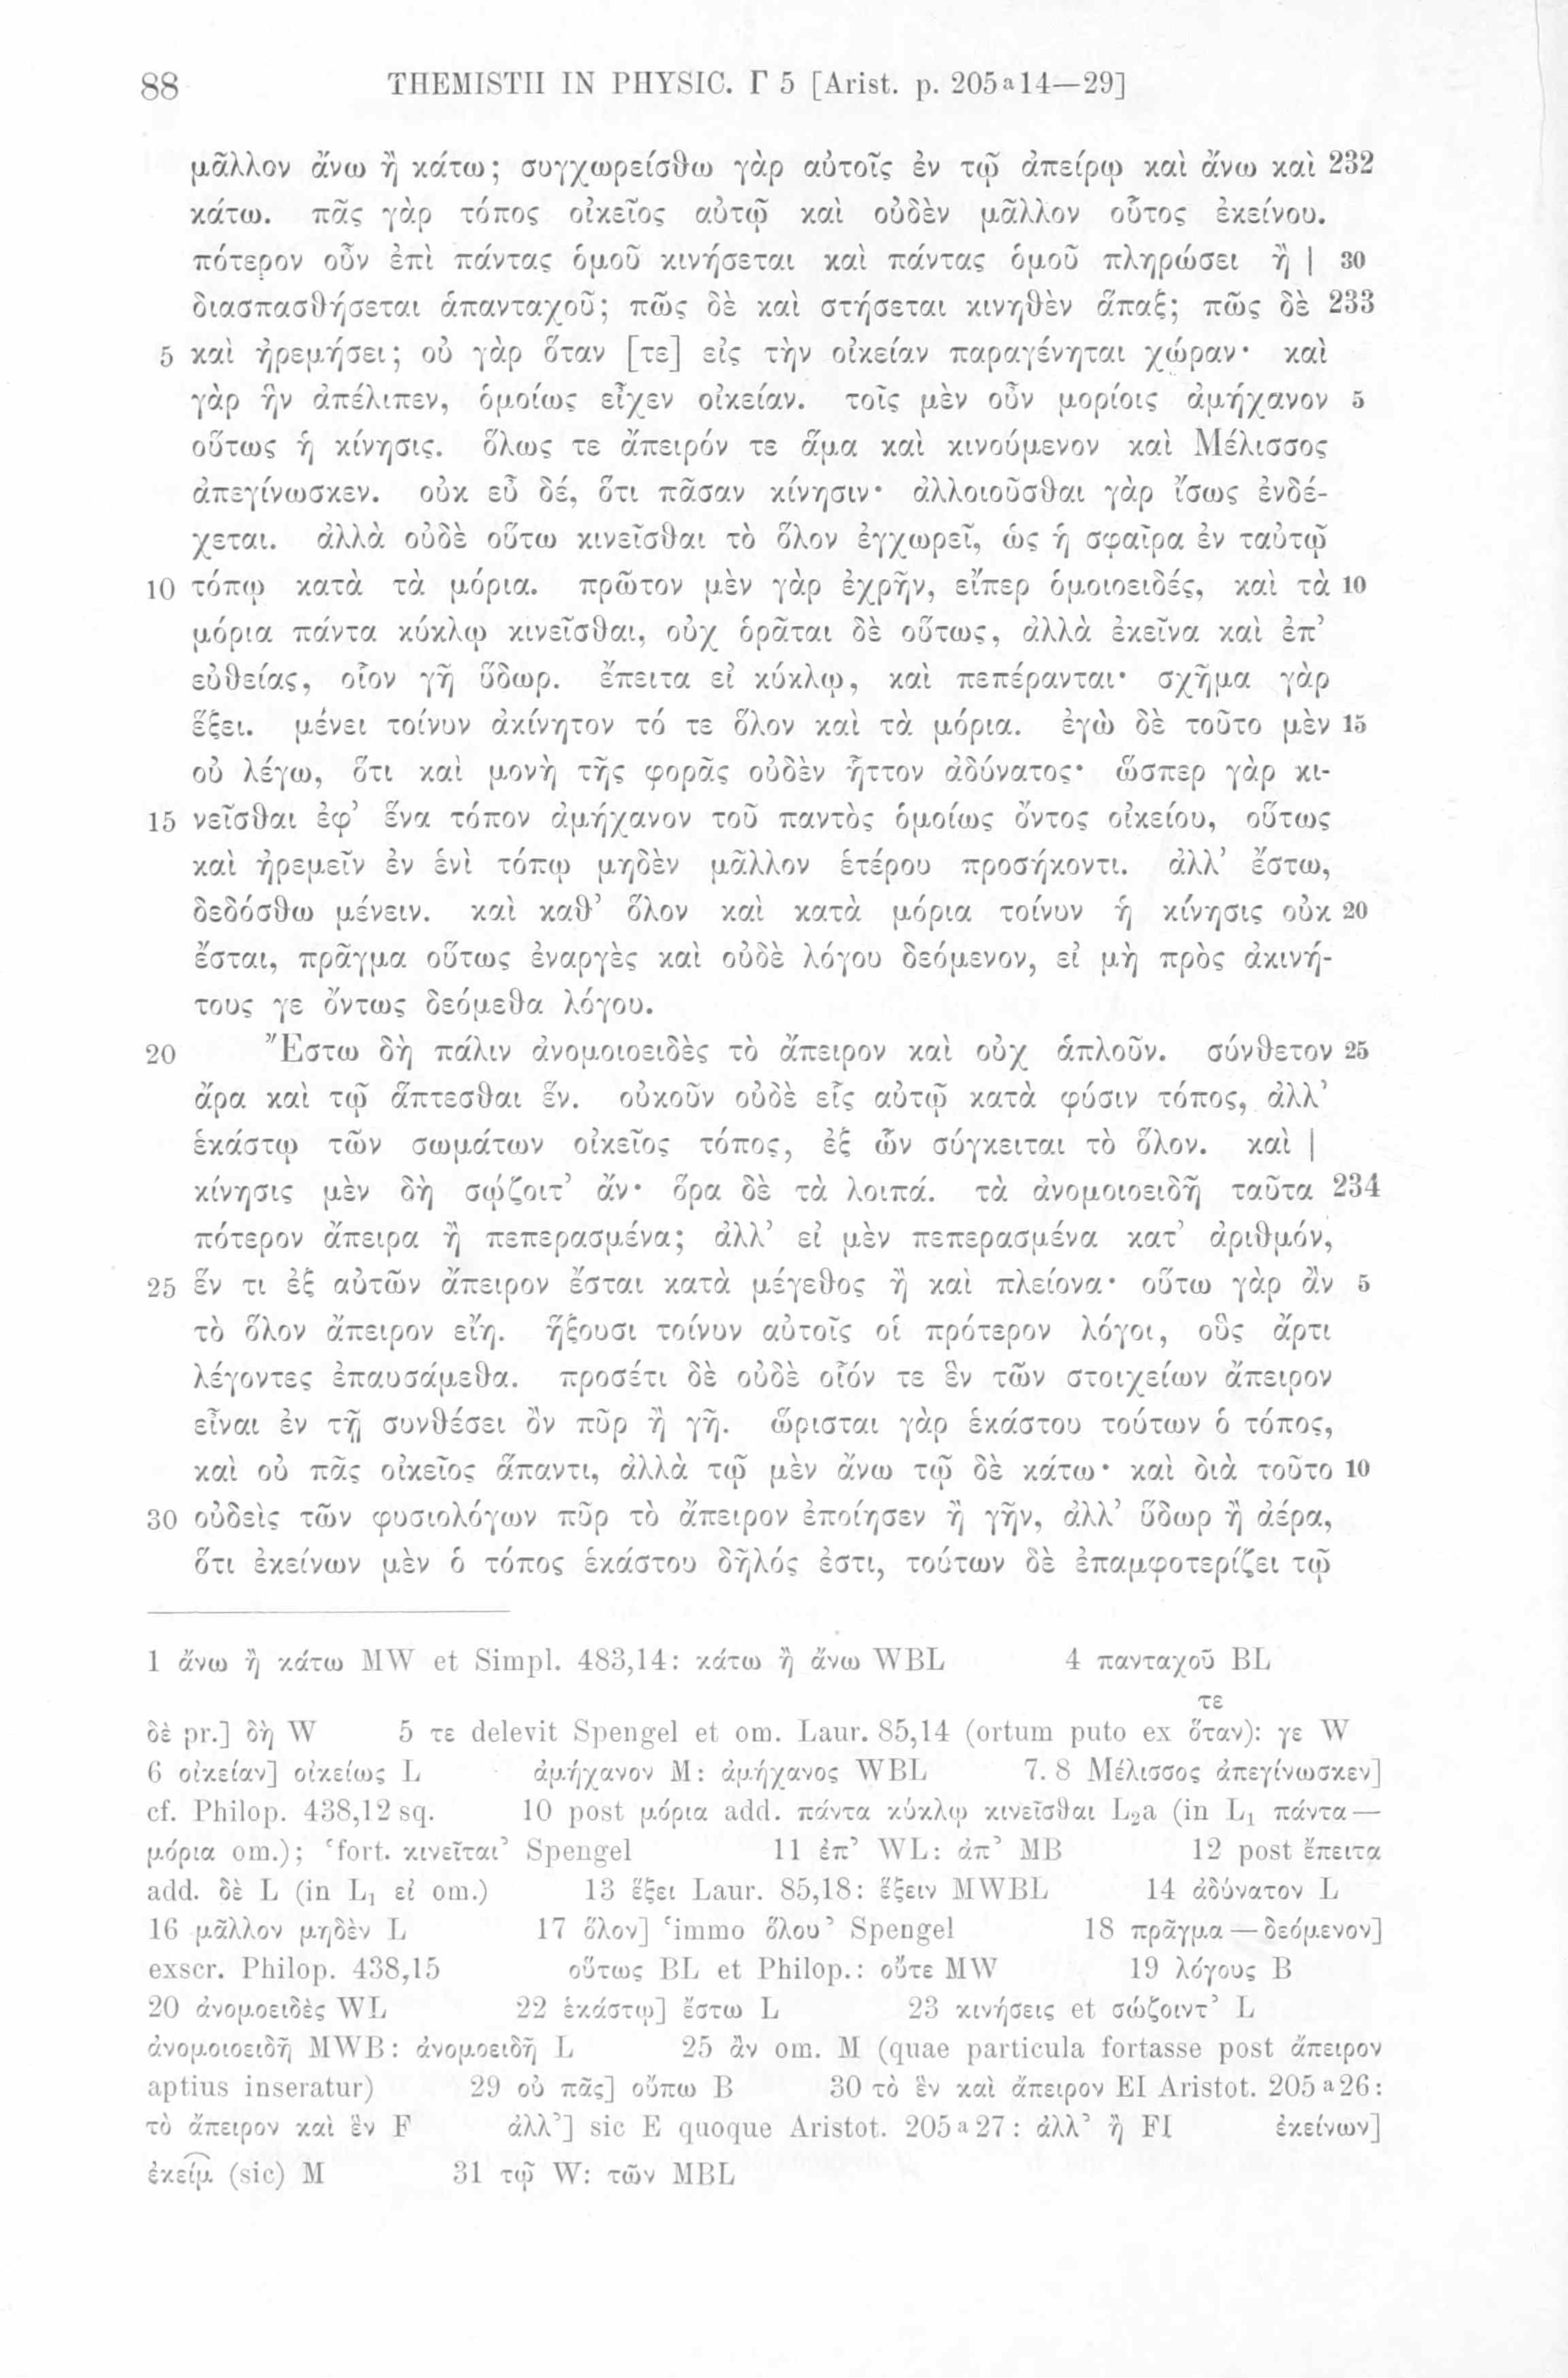 88 THEMISTII IN PHYSIC. Γ 5 [Arist. p. 205a14—29]
μᾶλλον ἄνω ἢ κάτω; συγχωρείσθω γὰρ αὐτοῖς ἐν τῷ ἀπείρῳ καὶ ἄνω καὶ 232
κάτω. πᾶς γὰρ τόπος οἰκεῖος αὐτῷ καὶ οὐδὲν μᾶλλον οὗτος ἐκείνου.
πότερον οὖν ἐπὶ πάντας ὁμοῦ κινήσεται καὶ πάντας ὁμοῦ πληρώσει ἢ | 30
διασπασθήσεται ἁπανταχοῦ; πῶς δὲ καὶ στήσεται κινηθὲν ἅπαξ; πῶς δὲ 233
5 καὶ ἠρεμήσει; οὐ γὰρ ὅταν [τε] εἰς τὴν οἰκείαν παραγένηται χώραν· καὶ
γὰρ ἣν ἀπέλιπεν, ὁμοίως εἶχεν οἰκείαν. τοῖς μὲν οὖν μορίοις ἀμήχανον 5
οὕτως ἡ κίνησις. ὅλως τε ἄπειρόν τε ἅμα καὶ κινούμενον καὶ Μέλισσος
ἀπεγίνωσκεν. οὐκ εὖ δέ, ὅτι πᾶσαν κίνησιν· ἀλλοιοῦσθαι γὰρ ἴσως ἐνδέ-
χεται. ἀλλὰ οὐδὲ οὕτω κινεῖσθαι τὸ ὅλον ἐγχωρεῖ, ὡς ἡ σφαῖρα ἐν ταὐτῷ
10 τόπῳ κατὰ τὰ μόρια. πρῶτον μὲν γὰρ ἐχρῆν, εἴπερ ὁμοιοειδές, καὶ τὰ 10
μόρια πάντα κύκλῳ κινεῖσθαι, οὐχ ὁρᾶται δὲ οὕτως, ἀλλὰ ἐκεῖνα καὶ ἐπ’
εὐθείας, οἷον γῆ ὕδωρ. ἔπειτα εἰ κύκλῳ, καὶ πεπέρανται· σχῆμα γὰρ
ἕξει. μένει τοίνυν ἀκίνητον τό τε ὅλον καὶ τὰ μόρια. ἐγὼ δὲ τοῦτο μὲν 15
οὐ λέγω, ὅτι καὶ μονὴ τῆς φορᾶς οὐδὲν ἧττον ἀδύνατος· ὥσπερ γὰρ κι-
15 νεῖσθαι ἐφ’ ἕνα τόπον ἀμήχανον τοῦ παντὸς ὁμοίως ὄντος οἰκείου, οὕτως
καὶ ἠρεμεῖν ἐν ἑνὶ τόπῳ μηδὲν μᾶλλον ἑτέρου προσήκοντι. ἀλλ’ ἔστω,
δεδόσθω μένειν. καὶ καθ’ ὅλον καὶ κατὰ μόρια τοίνυν ἡ κίνησις οὐκ 20
ἔσται, πρᾶγμα οὕτως ἐναργὲς καὶ οὐδὲ λόγου δεόμενον, εἰ μὴ πρὸς ἀκινή-
τους γε ὄντως δεόμεθα λόγου.
20 Ἔστω δὴ πάλιν ἀνομοιοειδὲς τὸ ἄπειρον καὶ οὐχ ἁπλοῦν. σύνθετον 25
ἄρα καὶ τῷ ἅπτεσθαι ἕν. οὐκοῦν οὐδὲ εἷς αὐτῷ κατὰ φύσιν τόπος, ἀλλ’
ἑκάστῳ τῶν σωμάτων οἰκεῖος τόπος, ἐξ ὧν σύγκειται τὸ ὅλον. καὶ |
κίνησις μὲν δὴ σῴζοιτ’ ἄν· ὅρα δὲ τὰ λοιπά. τὰ ἀνομοιοειδῆ ταῦτα 234
πότερον ἄπειρα ἢ πεπερασμένα; ἀλλ’ εἰ μὲν πεπερασμένα κατ’ ἀριθμόν,
25 ἕν τι ἐξ αὐτῶν ἄπειρον ἔσται κατὰ μέγεθος ἢ καὶ πλείονα· οὕτω γὰρ ἂν 5
τὸ ὅλον ἄπειρον εἴη. ἥξουσι τοίνυν αὐτοῖς οἱ πρότερον λόγοι, οὓς ἄρτι
λέγοντες ἐπαυσάμεθα. προσέτι δὲ οὐδὲ οἷόν τε ἓν τῶν στοιχείων ἄπειρον
εἶναι ἐν τῇ συνθέσει ὂν πῦρ ἢ γῆ. ὥρισται γὰρ ἑκάστου τούτων ὁ τόπος,
καὶ οὐ πᾶς οἰκεῖος ἅπαντι, ἀλλὰ τῷ μὲν ἄνω τῷ δὲ κάτω· καὶ διὰ τοῦτο 10
30 οὐδεὶς τῶν φυσιολόγων πῦρ τὸ ἄπειρον ἐποίησεν ἢ γῆν, ἀλλ’ ὕδωρ ἢ ἀέρα,
ὅτι ἐκείνων μὲν ὁ τόπος ἑκάστου δῆλός ἐστι, τούτων δὲ ἐπαμφοτερίζει τῷ
1 ἄνω ἢ κάτω MW et Simpl. 483,14: κάτω ἢ ἄνω WBL 4 πανταχοῦ BL
τε
δὲ pr.] δὴ W 5 τε delevit Spengel et om. Laur. 85,14 (ortum puto ex ὅταν): γε W
6 οἰκείαν] οἰκείως L ἀμήχανον M: ἀμήχανος WBL 7. 8 Μέλισσος ἀπεγίνωσκεν]
cf. Philop. 438,12 sq. 10 post μόρια add. πάντα κύκλῳ κινεῖσθαι L₂a (in L₁ πάντα—
μόρια om.); ‘fort. κινεῖται’ Spengel 11 ἐπ’ WL: ἀπ’ MB 12 post ἔπειτα
add. δὲ L (in L₁ εἰ om.) 13 ἕξει Laur. 85,18: ἕξειν MWBL 14 ἀδύνατον L
16 μᾶλλον μηδὲν L 17 ὅλον] ‘immo ὅλου’ Spengel 18 πρᾶγμα — δεόμενον]
exscr. Philop. 438,15 οὕτως BL et Philop.: οὔτε MW 19 λόγους B
20 ἀνομοειδὲς WL 22 ἑκάστῳ] ἔστω L 23 κινήσεις et σώζοιντ’ L
ἀνομοιοειδῆ MWB: ἀνομοειδῆ L 25 ἂν om. M (quae particula fortasse post ἄπειρον
aptius inseratur) 29 οὐ πᾶς] οὔπω B 30 τὸ ἓν καὶ ἄπειρον EI Aristot. 205a26:
τὸ ἄπειρον καὶ ἓν F ἀλλ’] sic E quoque Aristot. 205a27: ἀλλ’ ἢ FI ἐκείνων]
ἐκείμ (sic) M 31 τῷ W: τῶν MBL